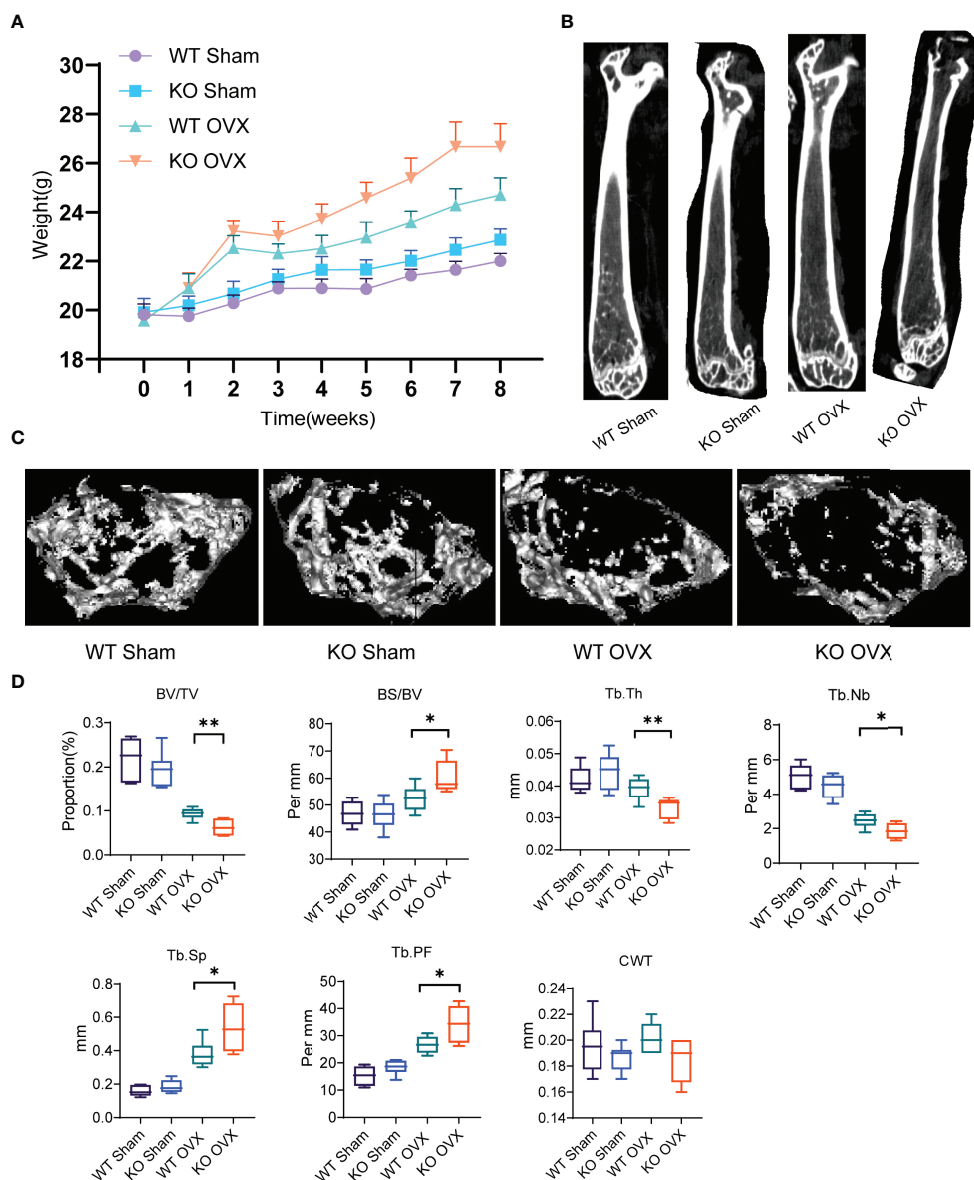 A
WT Sham
KO Sham
WT OVX
KO OVX
30
28
26
24
22
20
18
Weight(g)
0 1 2 3 4 5 6 7 8
Time(weeks)
B
WT Sham KO Sham WT OVX KO OVX
C
WT Sham KO Sham WT OVX KO OVX
D
BV/TV
**
0.3
0.2
0.1
0.0
Proportion(%)
WT Sham KO Sham WT OVX KO OVX
BS/BV
*
80
70
60
50
40
30
Per mm
WT Sham KO Sham WT OVX KO OVX
Tb.Th
**
0.06
0.05
0.04
0.03
0.02
mm
WT Sham KO Sham WT OVX KO OVX
Tb.Nb
*
8
6
4
2
0
Per mm
WT Sham KO Sham WT OVX KO OVX
Tb.Sp
*
0.8
0.6
0.4
0.2
0.0
mm
WT Sham KO Sham WT OVX KO OVX
Tb.PF
*
50
40
30
20
10
0
Per mm
WT Sham KO Sham WT OVX KO OVX
CWT
0.24
0.22
0.20
0.18
0.16
0.14
mm
WT Sham KO Sham WT OVX KO OVX